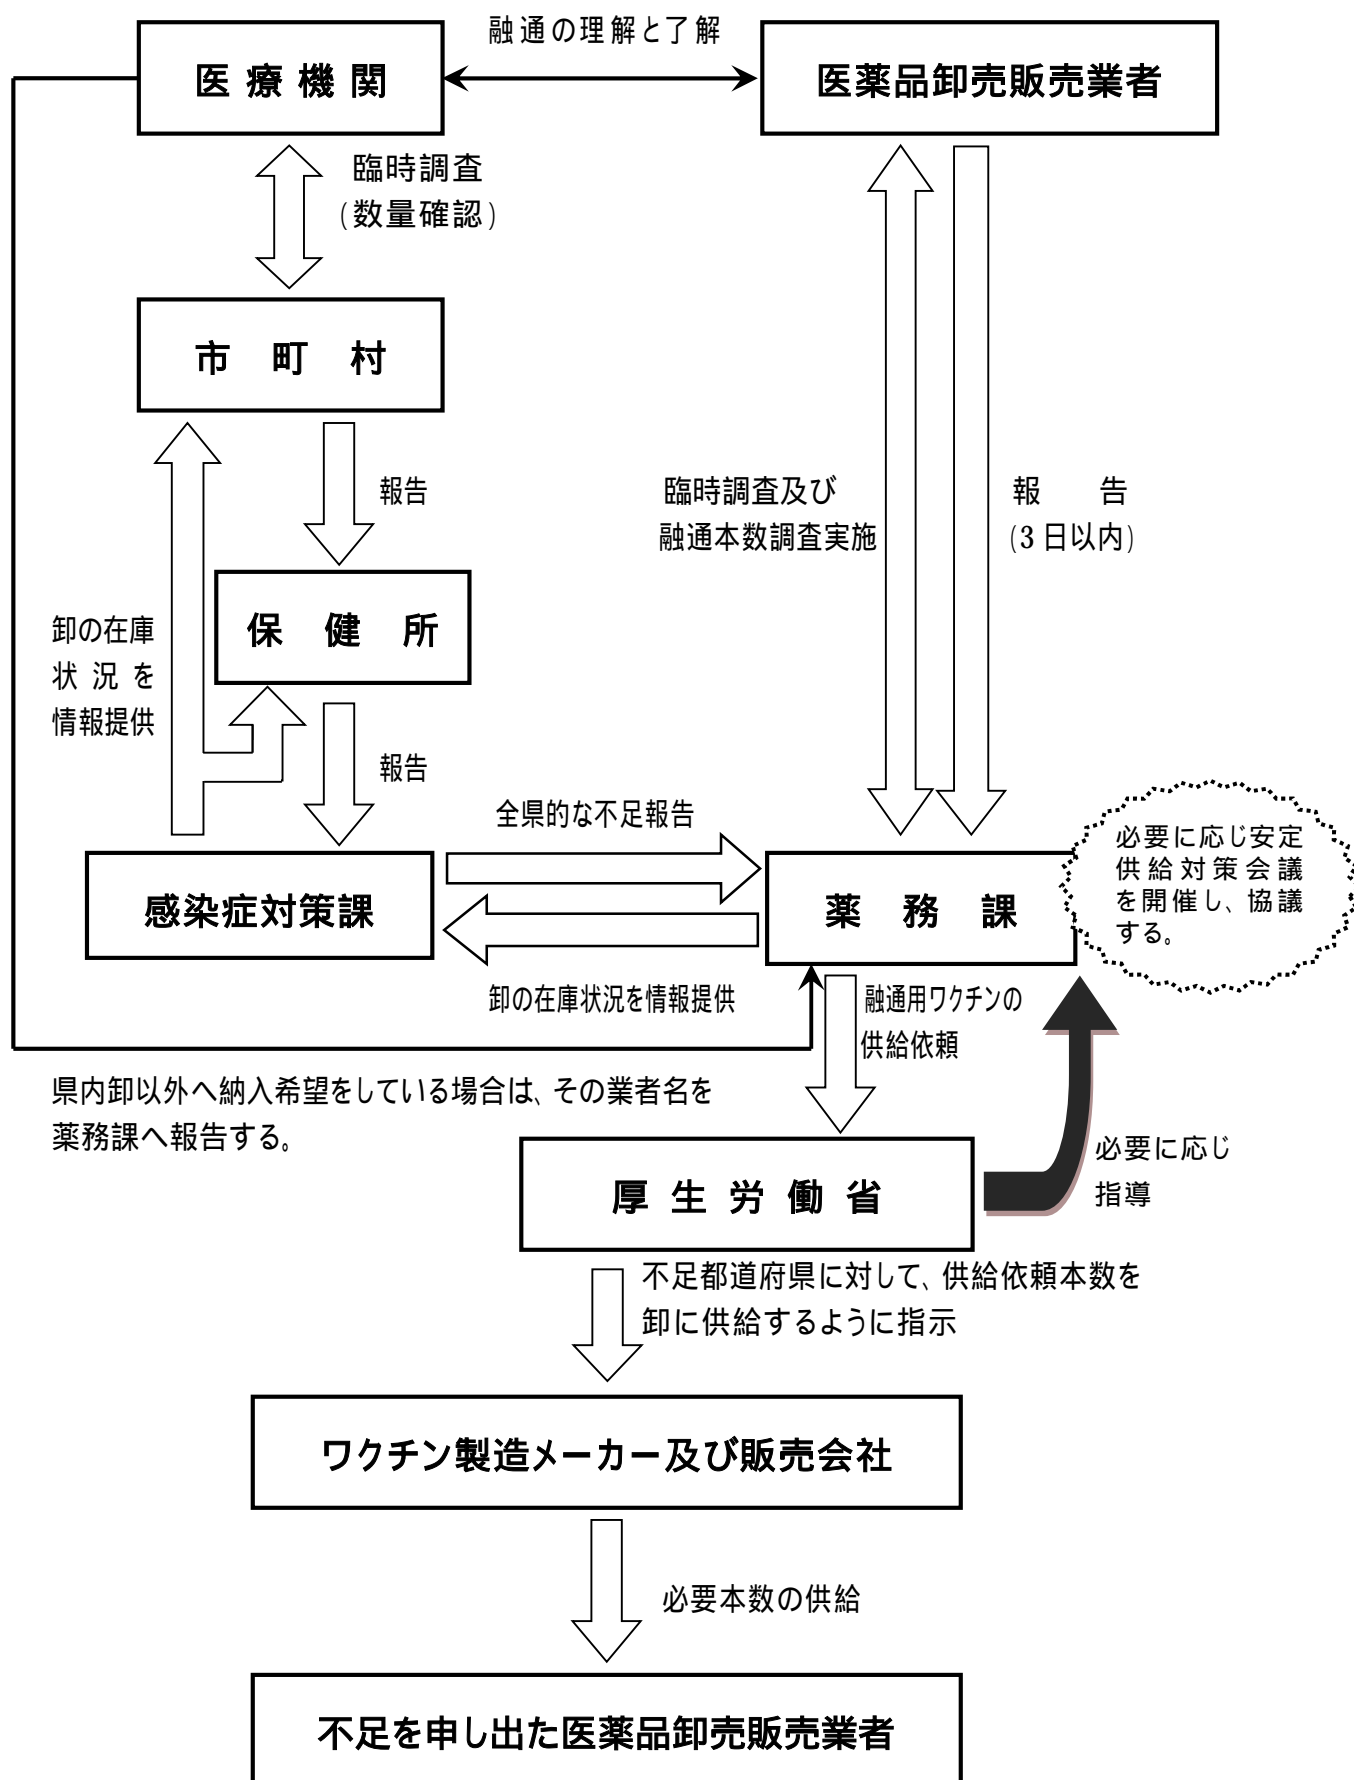 融通の理解と了解
医療機関
医薬品卸売販売業者
臨時調査
(数量確認)
市町村
報告
臨時調査及び
融通本数調査実施
報告
(3日以内)
保健所
卸の在庫
状況を
情報提供
報告
全県的な不足報告
必要に応じ安定
供給対策会議
を開催し、協議
する。
感染症対策課
薬務課
卸の在庫状況を情報提供
融通用ワクチンの
供給依頼
県内卸以外へ納入希望をしている場合は、その業者名を
薬務課へ報告する。
必要に応じ
指導
厚生労働省
不足都道府県に対して、供給依頼本数を
卸に供給するように指示
ワクチン製造メーカー及び販売会社
必要本数の供給
不足を申し出た医薬品卸売販売業者